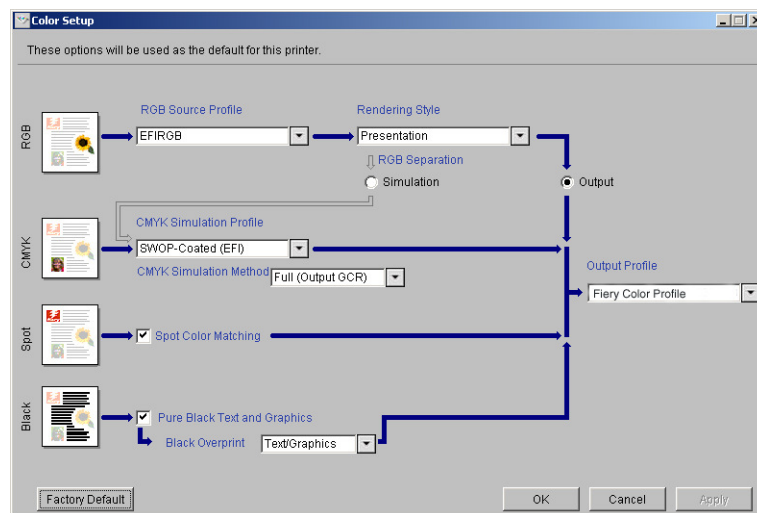 Color Setup
These options will be used as the default for this printer.
RGB
RGB Source Profile
EFIRGB
Rendering Style
Presentation
RGB Separation
Simulation
Output
CMYK
CMYK Simulation Profile
SWOP-Coated (EFI)
CMYK Simulation Method
Full (Output GCR)
Output Profile
Fiery Color Profile
Spot
Spot Color Matching
Black
Pure Black Text and Graphics
Black Overprint
Text/Graphics
Factory Default
OK
Cancel
Apply